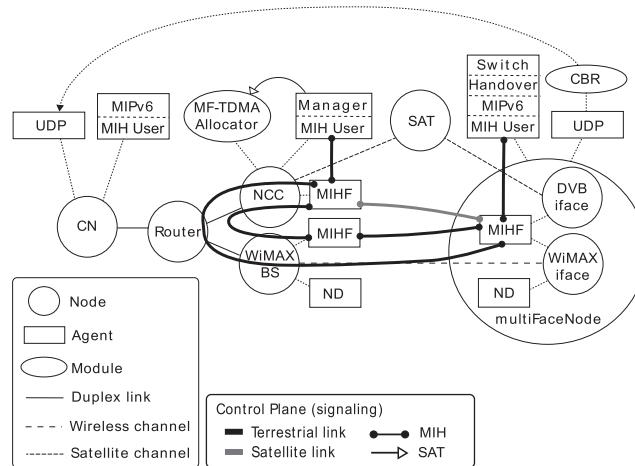 Switch
Handover
MIPv6
MIH User
CBR
UDP
MF-TDMA
Allocator
Manager
MIH User
SAT
MIPv6
MIH User
UDP
CN
Router
NCC
MIHF
MIHF
WiMAX
BS
ND
DVB
iface
MIHF
WiMAX
iface
ND
multiFaceNode
Node
Agent
Module
Duplex link
Wireless channel
Satellite channel
Control Plane (signaling)
Terrestrial link
Satellite link
MIH
SAT